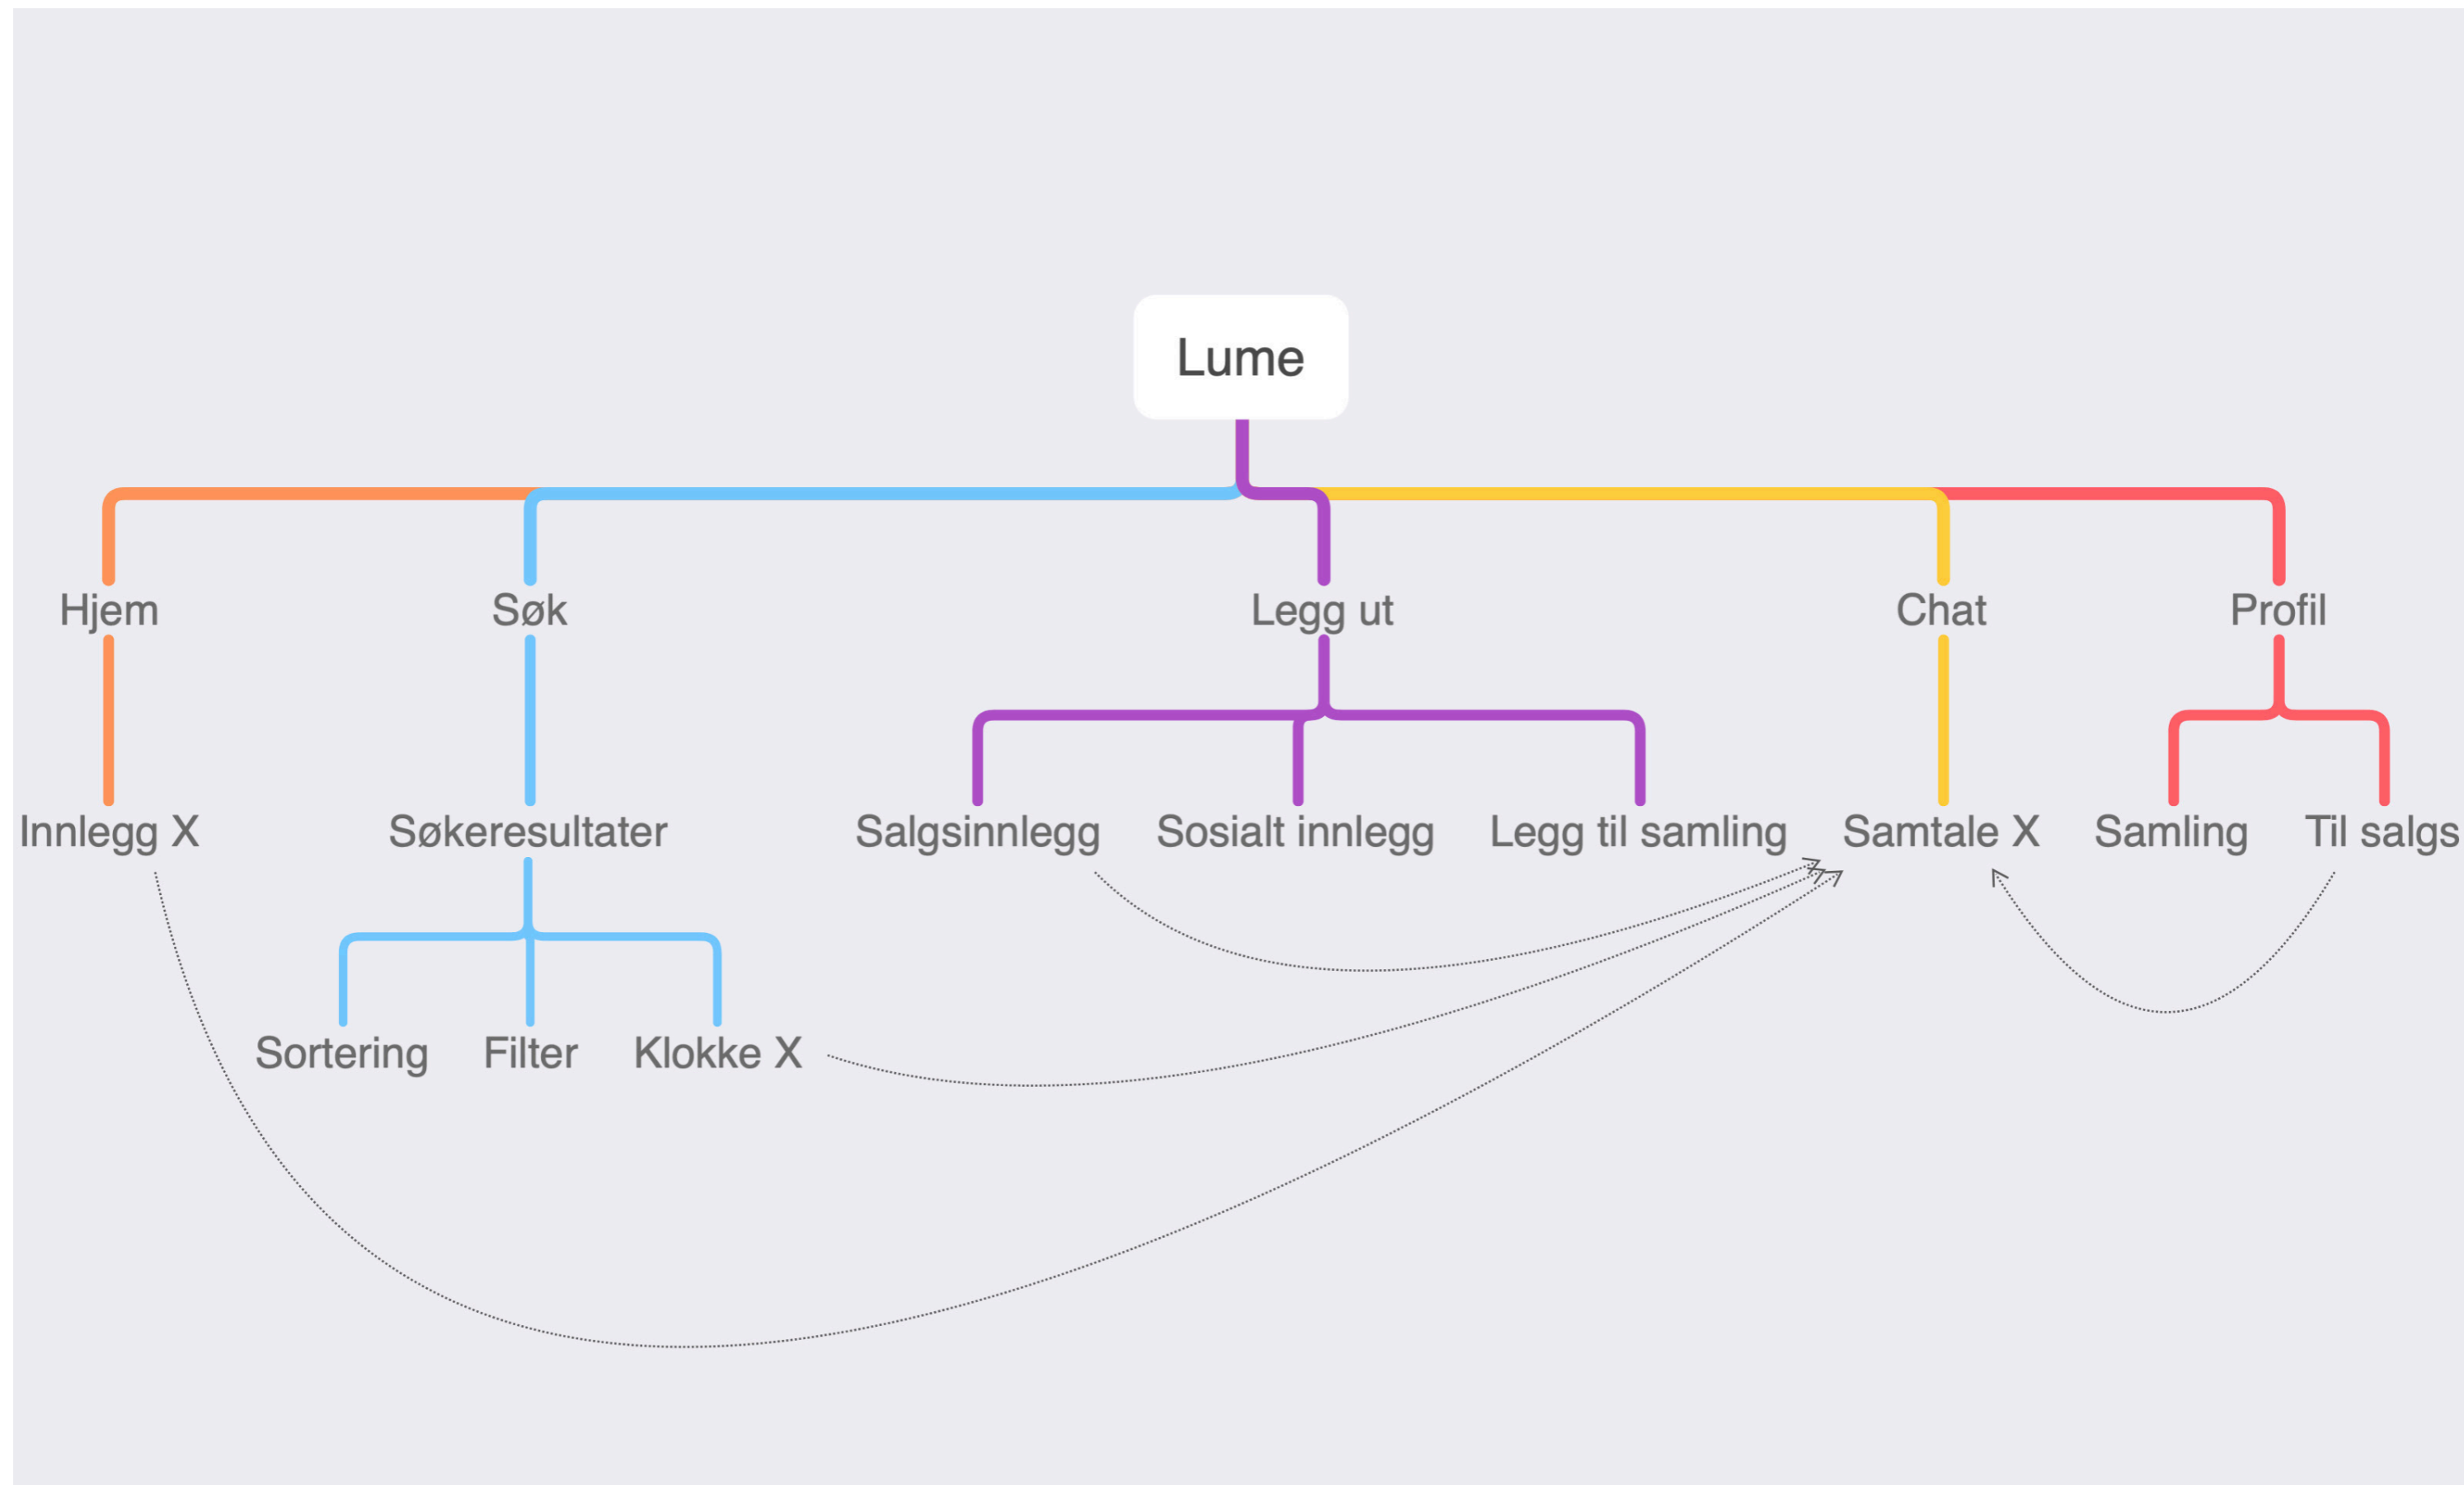 Lume
Hjem
Søk
Legg ut
Chat
Profil
Innlegg X
Søkeresultater
Salgsinnlegg
Sosialt innlegg
Legg til samling
Samtale X
Samling
Til salgs
Sortering
Filter
Klokke X